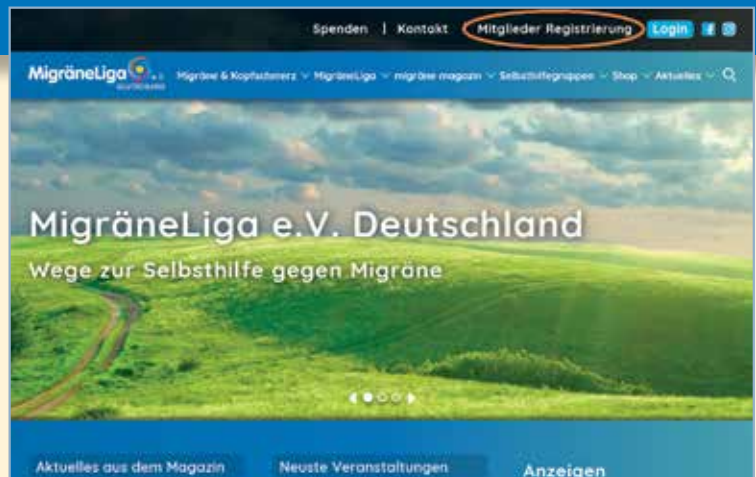 Spenden | Kontakt Mitglieder Registrierung Login
MigräneLiga e.V.
DEUTSCHLAND
Migräne & Kopfschmerz MigräneLiga migräne magazin Selbsthilfegruppen Shop Aktuelles
MigräneLiga e.V. Deutschland
Wege zur Selbsthilfe gegen Migräne
Aktuelles aus dem Magazin Neuste Veranstaltungen Anzeigen